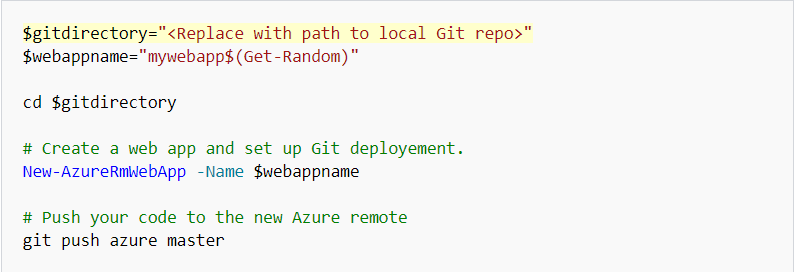 $gitdirectory="<Replace with path to local Git repo>"
$webappname="mywebapp$(Get-Random)"
cd $gitdirectory
# Create a web app and set up Git deployement.
New-AzureRmWebApp -Name $webappname
# Push your code to the new Azure remote
git push azure master